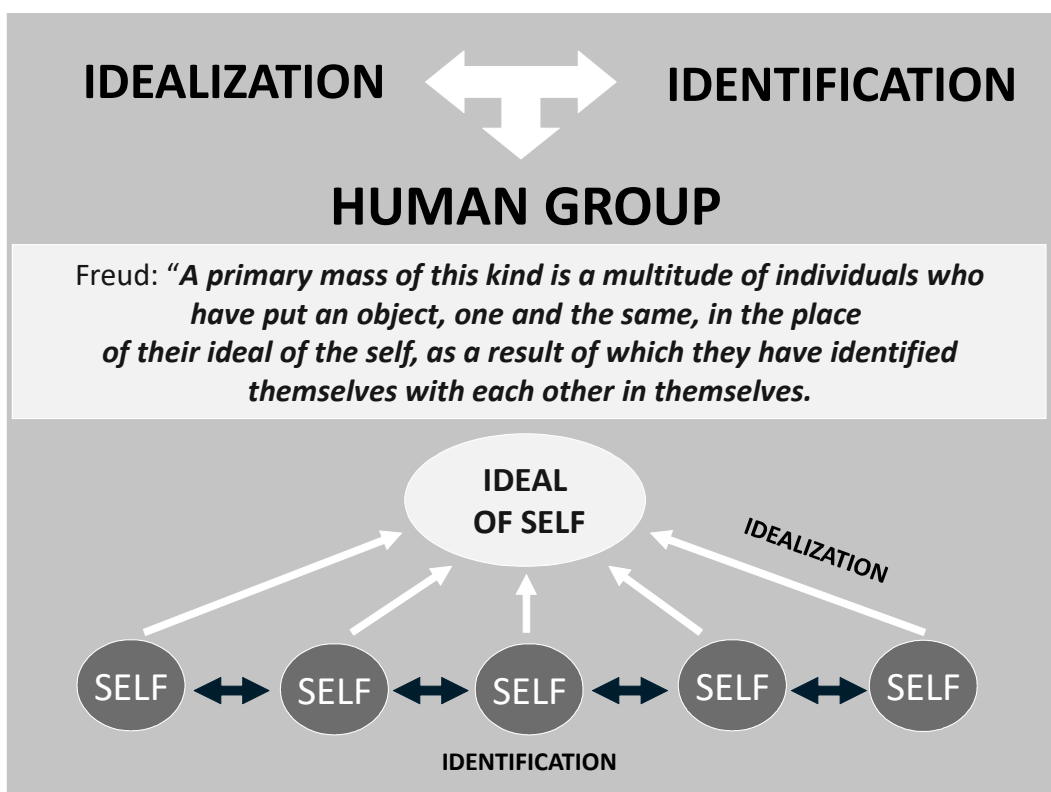 IDEALIZATION
IDENTIFICATION
HUMAN GROUP
Freud: “A primary mass of this kind is a multitude of individuals who
have put an object, one and the same, in the place
of their ideal of the self, as a result of which they have identified
themselves with each other in themselves.
IDEAL
OF SELF
IDEALIZATION
SELF
SELF
SELF
SELF
SELF
IDENTIFICATION